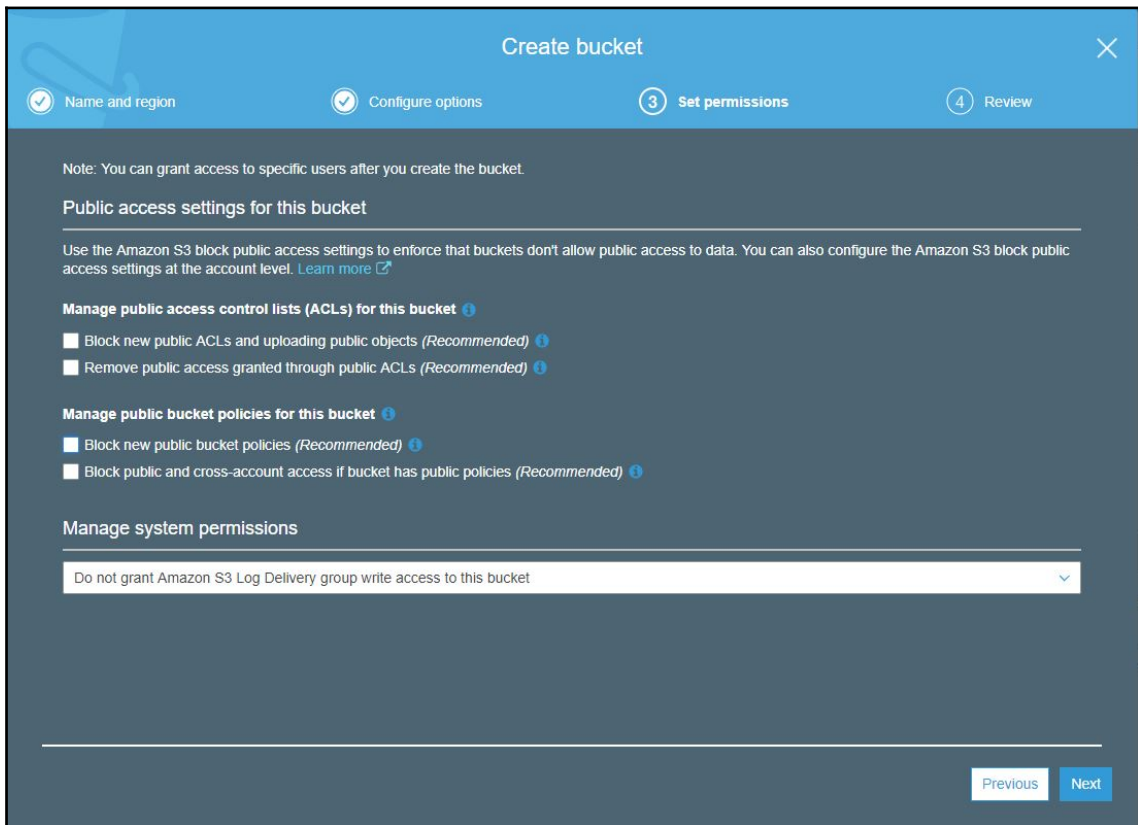 Create bucket
Name and region
Configure options
3 Set permissions
4 Review
Note: You can grant access to specific users after you create the bucket.
Public access settings for this bucket
Use the Amazon S3 block public access settings to enforce that buckets don't allow public access to data. You can also configure the Amazon S3 block public
access settings at the account level. Learn more
Manage public access control lists (ACLs) for this bucket
Block new public ACLs and uploading public objects (Recommended)
Remove public access granted through public ACLs (Recommended)
Manage public bucket policies for this bucket
Block new public bucket policies (Recommended)
Block public and cross-account access if bucket has public policies (Recommended)
Manage system permissions
Do not grant Amazon S3 Log Delivery group write access to this bucket
Previous
Next